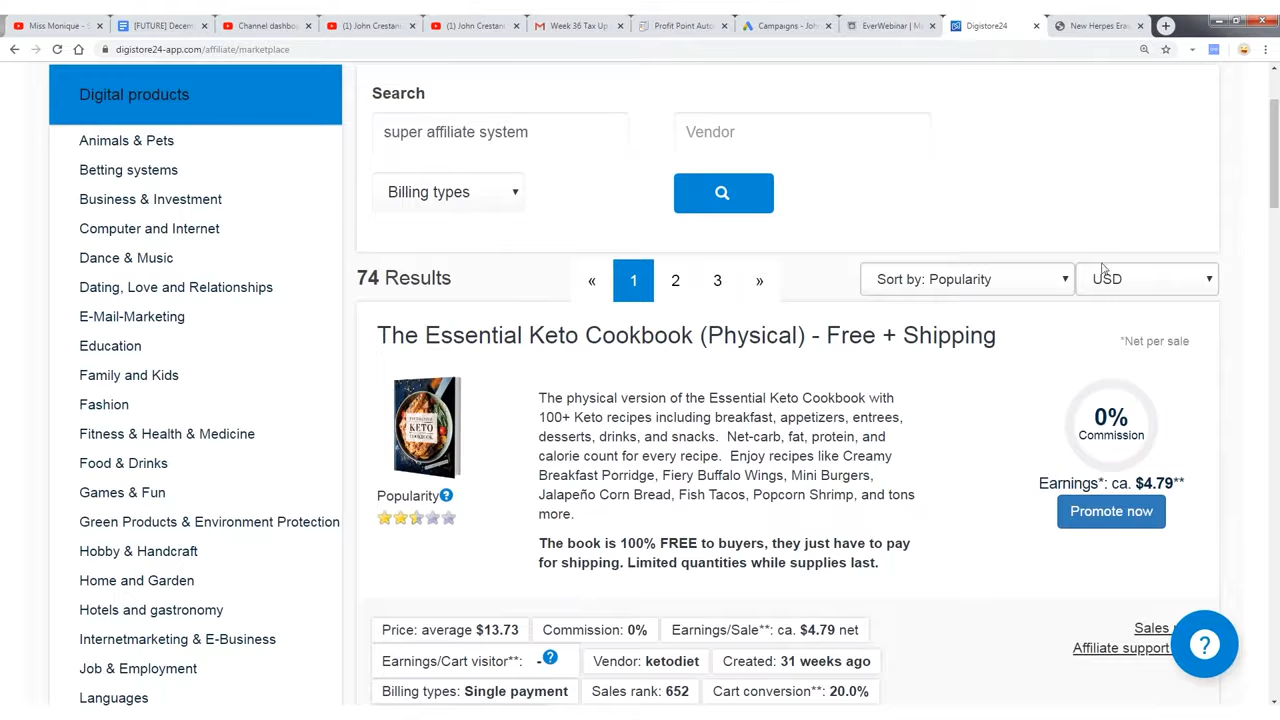 Miss Monique -
[FUTURE] Decem
Channel dashbo
(1) John Crestan
(1) John Crestan
Week 36 Tax Up
Profit Point Auto
Campaigns - Joh
EverWebinar | M
Digistore24
New Herpes Eras
digistore24-app.com/affiliate/marketplace
Digital products
Animals & Pets
Betting systems
Business & Investment
Computer and Internet
Dance & Music
Dating, Love and Relationships
E-Mail-Marketing
Education
Family and Kids
Fashion
Fitness & Health & Medicine
Food & Drinks
Games & Fun
Green Products & Environment Protection
Hobby & Handcraft
Home and Garden
Hotels and gastronomy
Internetmarketing & E-Business
Job & Employment
Languages
Search
super affiliate system
Vendor
Billing types
74 Results
« 1 2 3 »
Sort by: Popularity
USD
The Essential Keto Cookbook (Physical) - Free + Shipping
*Net per sale
KETO
Popularity ?
The physical version of the Essential Keto Cookbook with
100+ Keto recipes including breakfast, appetizers, entrees,
desserts, drinks, and snacks. Net-carb, fat, protein, and
calorie count for every recipe. Enjoy recipes like Creamy
Breakfast Porridge, Fiery Buffalo Wings, Mini Burgers,
Jalapeño Corn Bread, Fish Tacos, Popcorn Shrimp, and tons
more.
The book is 100% FREE to buyers, they just have to pay
for shipping. Limited quantities while supplies last.
0%
Commission
Earnings*: ca. $4.79**
Promote now
Price: average $13.73 Commission: 0% Earnings/Sale**: ca. $4.79 net
Earnings/Cart visitor**: - ? Vendor: ketodiet Created: 31 weeks ago
Billing types: Single payment Sales rank: 652 Cart conversion**: 20.0%
Sales
Affiliate support
?